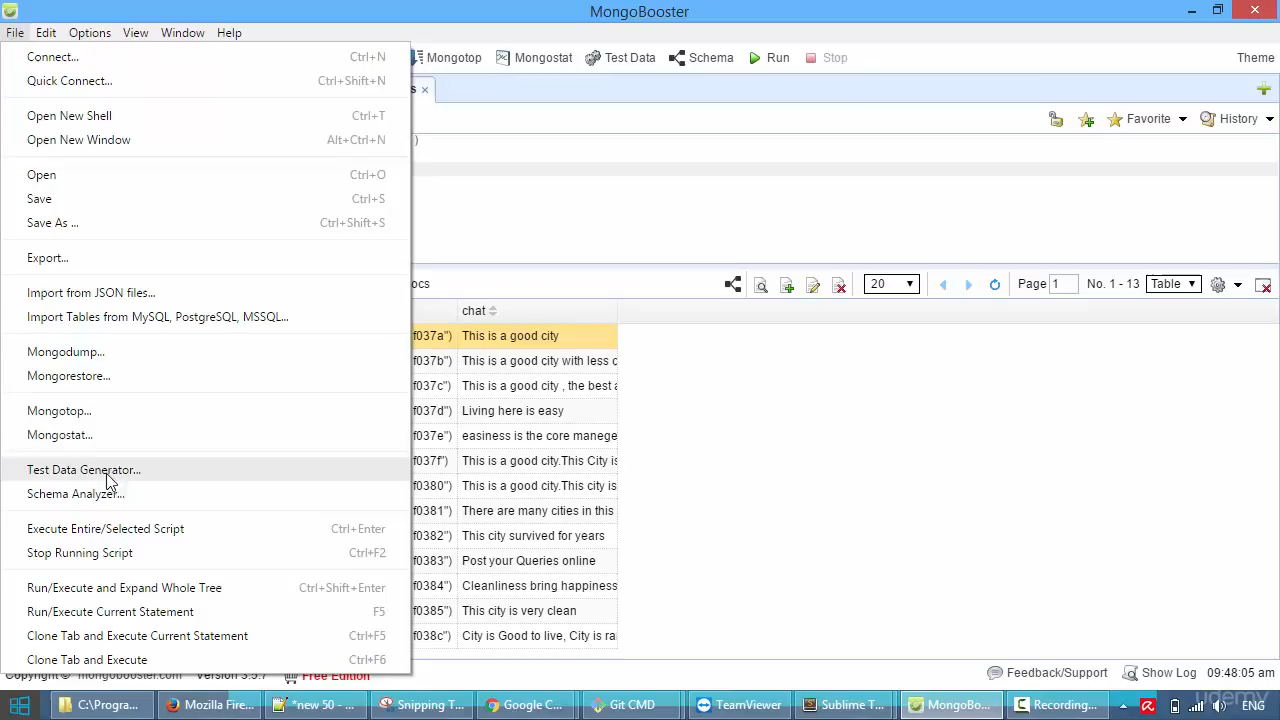 MongoBooster
File Edit Options View Window Help
Mongotop Mongostat Test Data Schema Run Stop Theme
s ×
Favorite History
)
Connect... Ctrl+N
Quick Connect... Ctrl+Shift+N
Open New Shell Ctrl+T
Open New Window Alt+Ctrl+N
Open Ctrl+O
Save Ctrl+S
Save As ... Ctrl+Shift+S
Export...
Import from JSON files...
Import Tables from MySQL, PostgreSQL, MSSQL...
Mongodump...
Mongorestore...
Mongotop...
Mongostat...
Test Data Generator...
Schema Analyzer...
Execute Entire/Selected Script Ctrl+Enter
Stop Running Script Ctrl+F2
Run/Execute and Expand Whole Tree Ctrl+Shift+Enter
Run/Execute Current Statement F5
Clone Tab and Execute Current Statement Ctrl+F5
Clone Tab and Execute Ctrl+F6
ocs 20 Page 1 No. 1 - 13 Table
chat
f037a") This is a good city
f037b") This is a good city with less c
f037c") This is a good city , the best a
f037d") Living here is easy
f037e") easiness is the core manege
f037f") This is a good city.This City is
f0380") This is a good city.This city is
f0381") There are many cities in this
f0382") This city survived for years
f0383") Post your Queries online
f0384") Cleanliness bring happiness
f0385") This city is very clean
f038c") City is Good to live, City is ra
Copyright © mongobooster.com Version 3.5.7 Free Edition Feedback/Support Show Log 09:48:05 am
C:\Progra... Mozilla Fire... *new 50 - ... Snipping T... Google C... Git CMD TeamViewer Sublime T... MongoBo... Recording... ENG
udemy